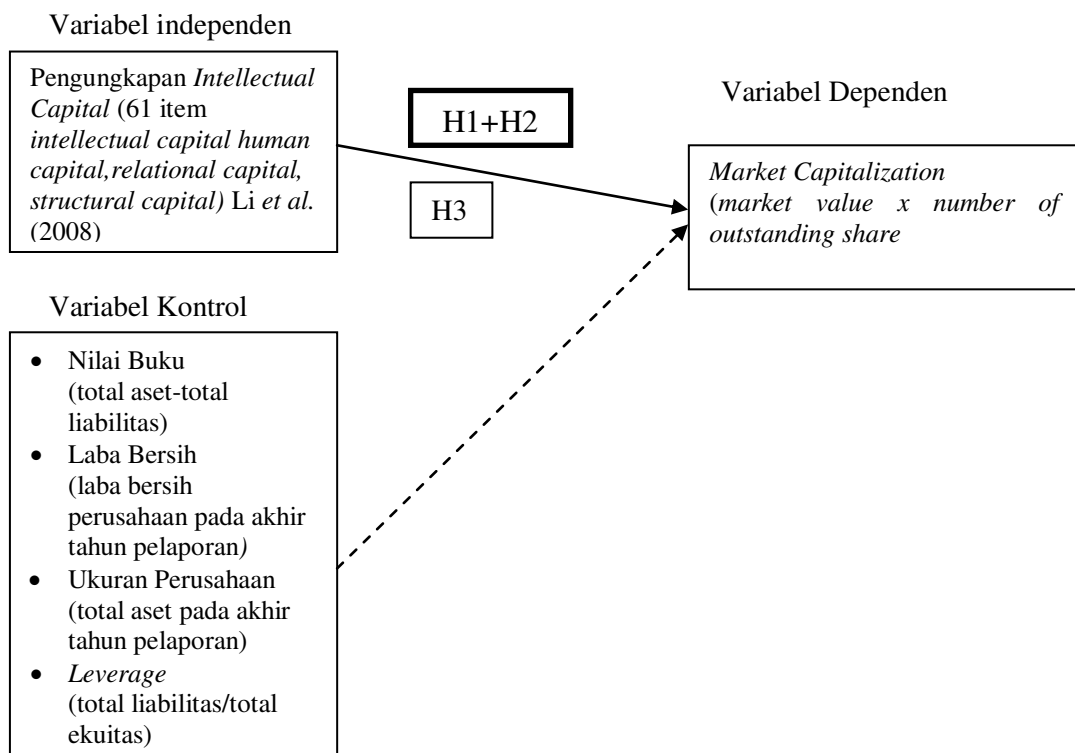 Variabel independen
Pengungkapan Intellectual
Capital (61 item
intellectual capital human
capital,relational capital,
structural capital) Li et al.
(2008)
H1+H2
H3
Variabel Dependen
Market Capitalization
(market value x number of
outstanding share
Variabel Kontrol
• Nilai Buku
(total aset-total
liabilitas)
• Laba Bersih
(laba bersih
perusahaan pada akhir
tahun pelaporan)
• Ukuran Perusahaan
(total aset pada akhir
tahun pelaporan)
• Leverage
(total liabilitas/total
ekuitas)